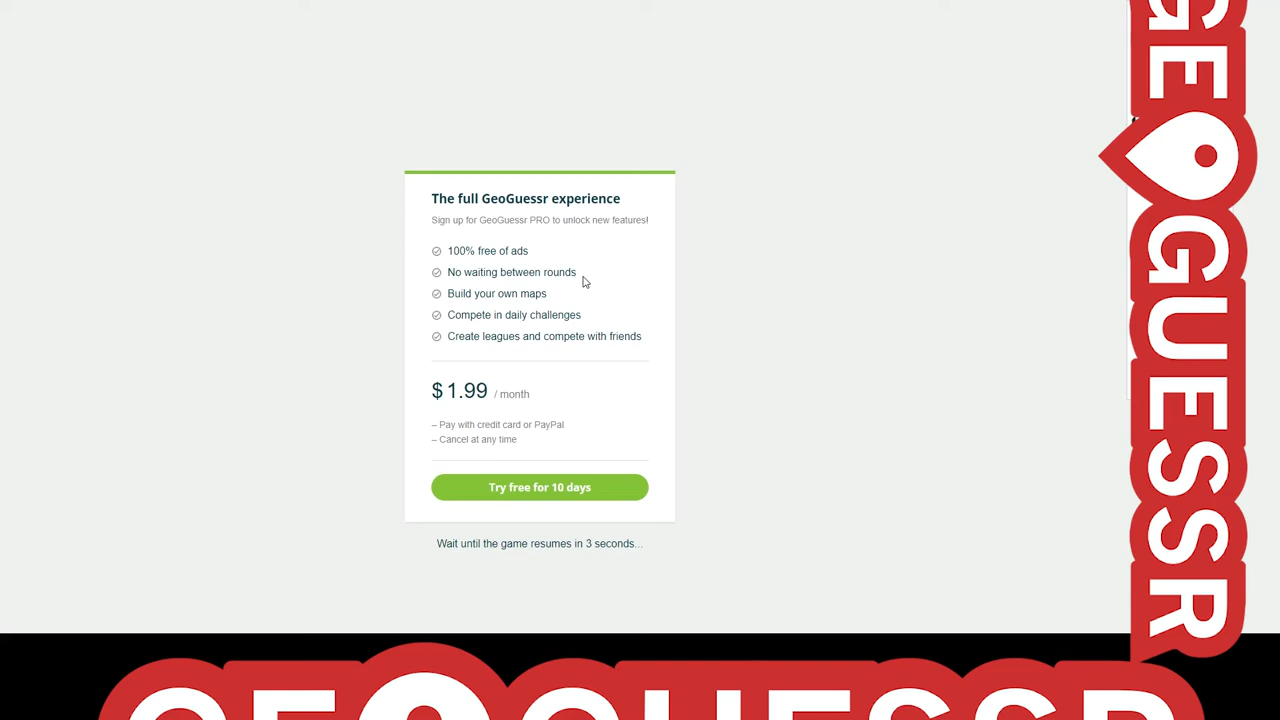 The full GeoGuessr experience
Sign up for GeoGuessr PRO to unlock new features!
100% free of ads
No waiting between rounds
Build your own maps
Compete in daily challenges
Create leagues and compete with friends
$ 1.99 / month
– Pay with credit card or PayPal
– Cancel at any time
Try free for 10 days
Wait until the game resumes in 3 seconds...
GEOGUESSR
GEOGUESSR